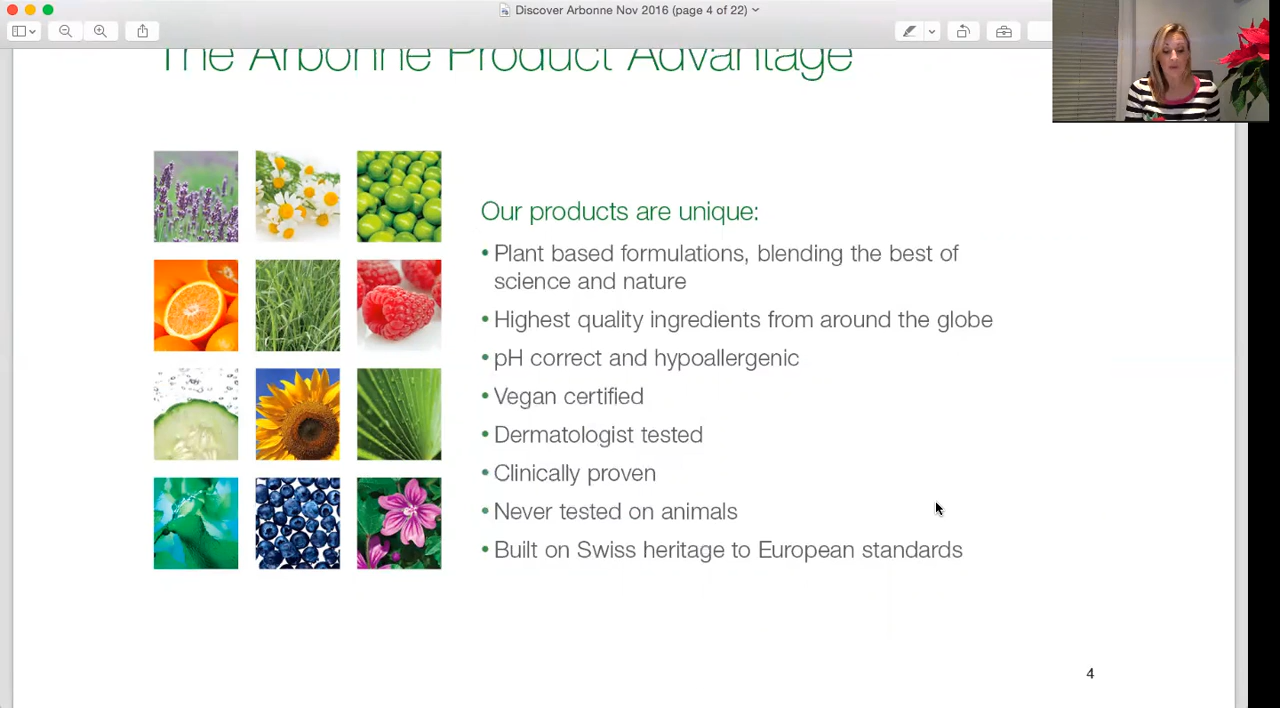 Discover Arbonne Nov 2016 (page 4 of 22)
The Arbonne Product Advantage
Our products are unique:
• Plant based formulations, blending the best of
science and nature
• Highest quality ingredients from around the globe
• pH correct and hypoallergenic
• Vegan certified
• Dermatologist tested
• Clinically proven
• Never tested on animals
• Built on Swiss heritage to European standards
4